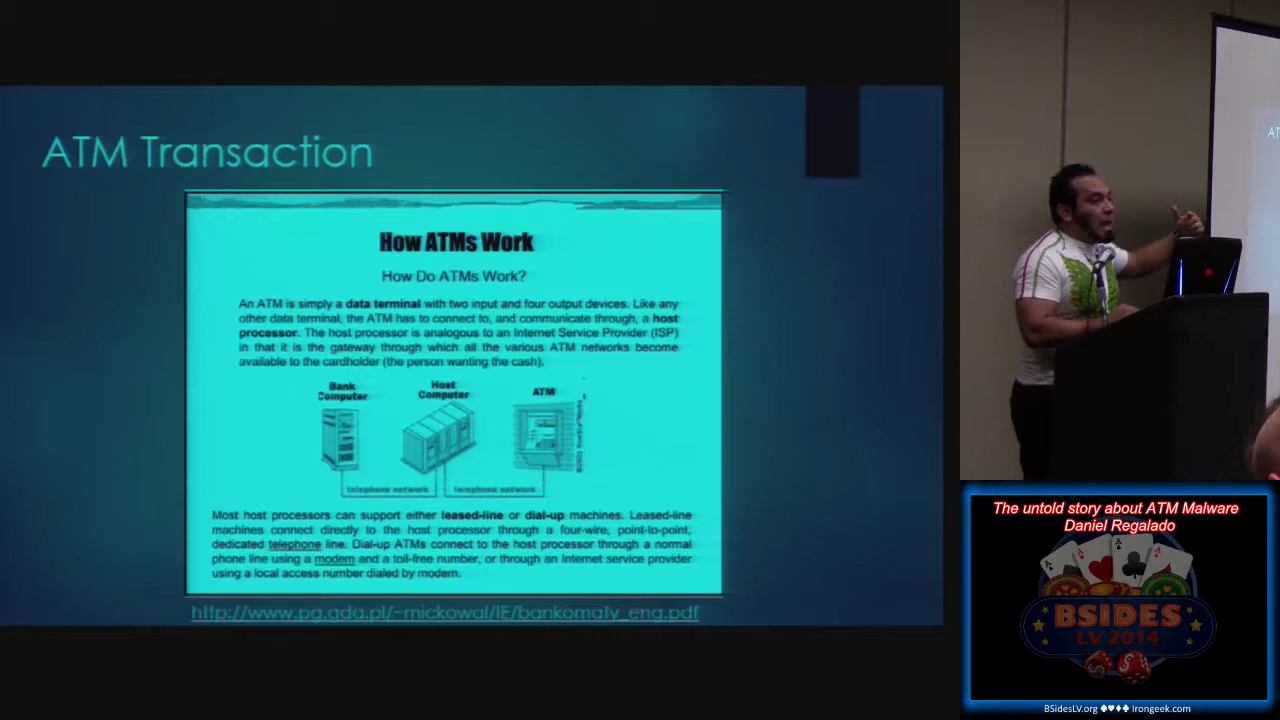 ATM Transaction
How ATMs Work
How Do ATMs Work?
An ATM is simply a data terminal with two input and four output devices. Like any
other data terminal, the ATM has to connect to, and communicate through, a host
processor. The host processor is analogous to an Internet Service Provider (ISP)
in that it is the gateway through which all the various ATM networks become
available to the cardholder (the person wanting the cash).
Bank
Computer
Host
Computer
ATM
telephone network
telephone network
Most host processors can support either leased-line or dial-up machines. Leased-line
machines connect directly to the host processor through a four-wire, point-to-point,
dedicated telephone line. Dial-up ATMs connect to the host processor through a normal
phone line using a modem and a toll-free number, or through an Internet service provider
using a local access number dialed by modem.
http://www.pg.gda.pl/~mickowal/IE/bankomaty_eng.pdf
AT
The untold story about ATM Malware
Daniel Regalado
BSIDES
LV 2014
BSidesLV.org ♠♥♦♣ Irongeek.com